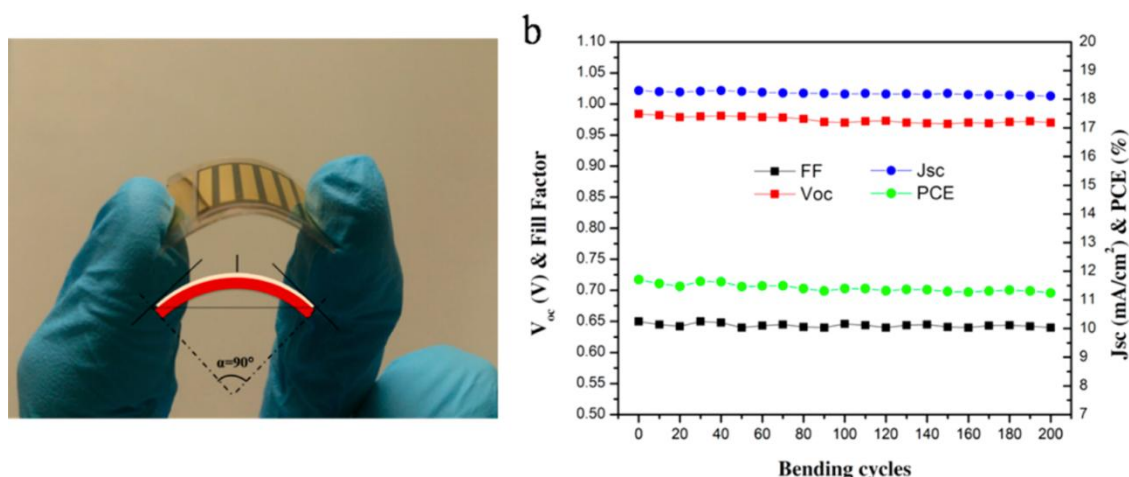 b
α=90°
V_oc (V) & Fill Factor
1.10
1.05
1.00
0.95
0.90
0.85
0.80
0.75
0.70
0.65
0.60
0.55
0.50
FF
Jsc
Voc
PCE
20
19
18
17
16
15
14
13
12
11
10
9
8
7
Jsc (mA/cm²) & PCE (%)
0 20 40 60 80 100 120 140 160 180 200
Bending cycles